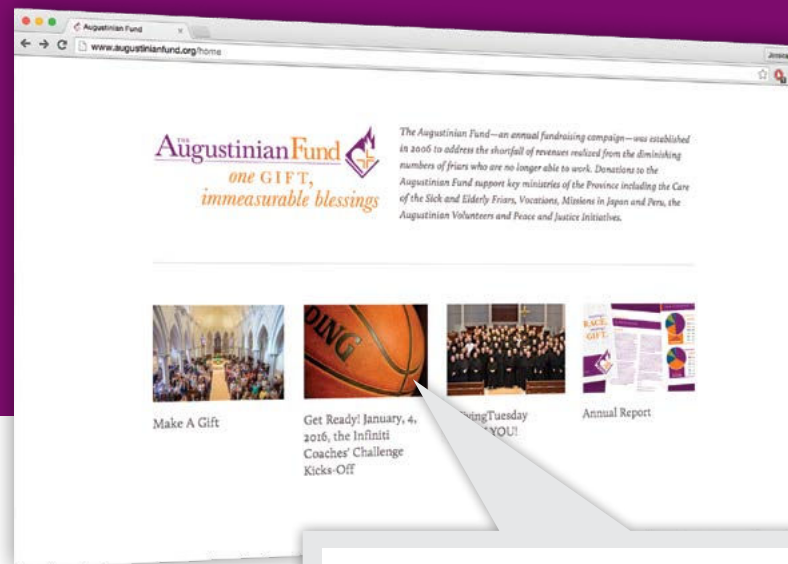 Augustinian Fund
www.augustinianfund.org/home
THE
Augustinian Fund
one GIFT,
immeasurable blessings
The Augustinian Fund—an annual fundraising campaign—was established
in 2006 to address the shortfall of revenues realized from the diminishing
numbers of friars who are no longer able to work. Donations to the
Augustinian Fund support key ministries of the Province including the Care
of the Sick and Elderly Friars, Vocations, Missions in Japan and Peru, the
Augustinian Volunteers and Peace and Justice Initiatives.
DING
RACE,
GIFT.
Make A Gift
Get Ready! January, 4,
2016, the Infiniti
Coaches' Challenge
Kicks-Off
ivingTuesday
YOU!
Annual Report